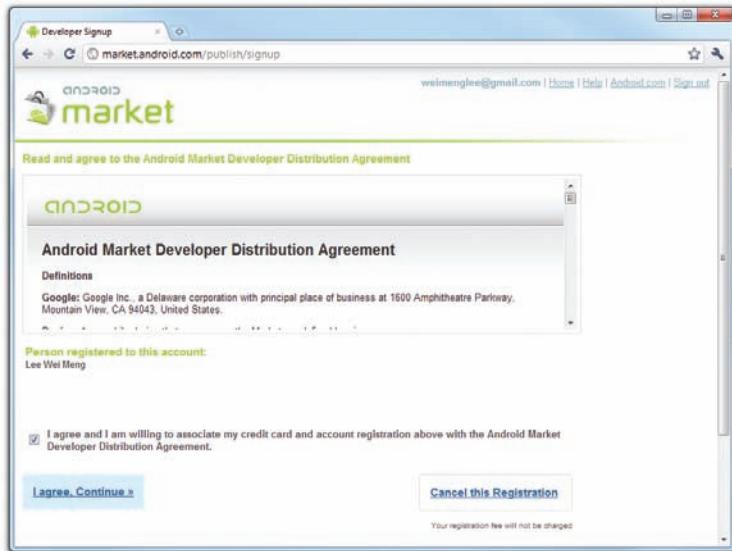 Developer Signup
market.android.com/publish/signup
weimenglee@gmail.com | Home | Help | Android.com | Sign out
android
market
Read and agree to the Android Market Developer Distribution Agreement
android
Android Market Developer Distribution Agreement
Definitions
Google: Google Inc., a Delaware corporation with principal place of business at 1600 Amphitheatre Parkway,
Mountain View, CA 94043, United States.
Person registered to this account:
Lee Wei Meng
I agree and I am willing to associate my credit card and account registration above with the Android Market
Developer Distribution Agreement.
I agree, Continue »
Cancel this Registration
Your registration fee will not be charged